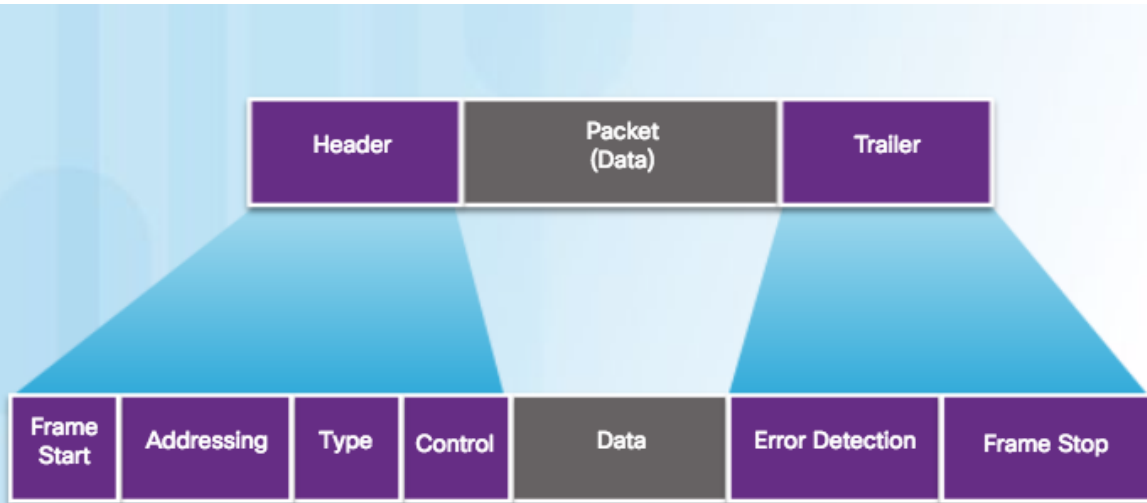 Header
Packet
(Data)
Trailer
Frame
Start
Addressing
Type
Control
Data
Error Detection
Frame Stop